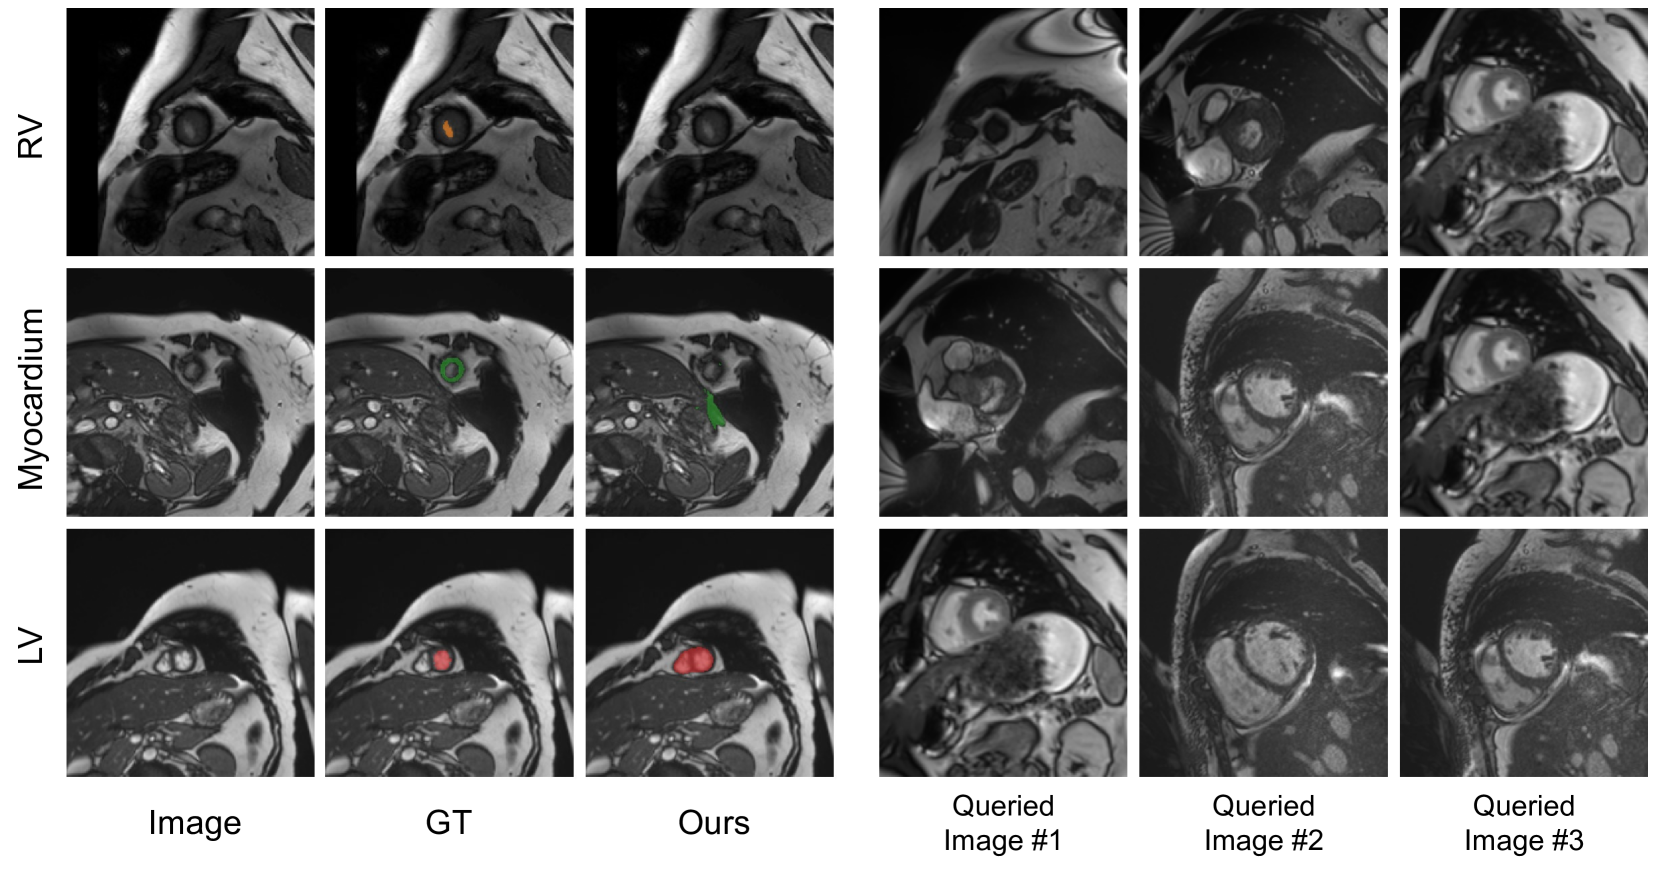 RV
Myocardium
LV
Image
GT
Ours
Queried
Image #1
Queried
Image #2
Queried
Image #3